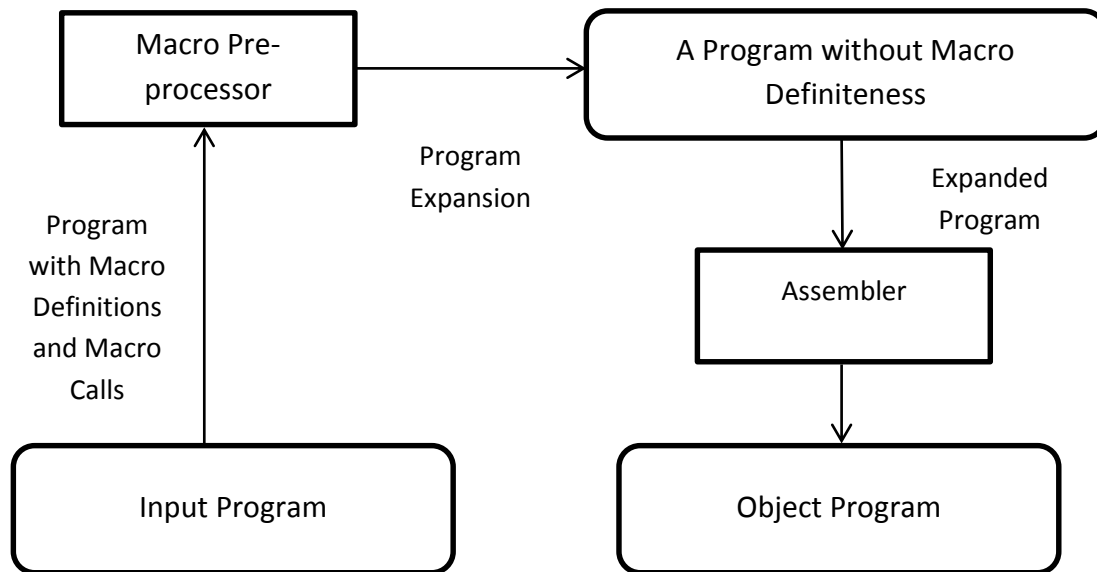 Macro Pre-
processor
A Program without Macro
Definiteness
Program
Expansion
Expanded
Program
Program
with Macro
Definitions
and Macro
Calls
Assembler
Input Program
Object Program